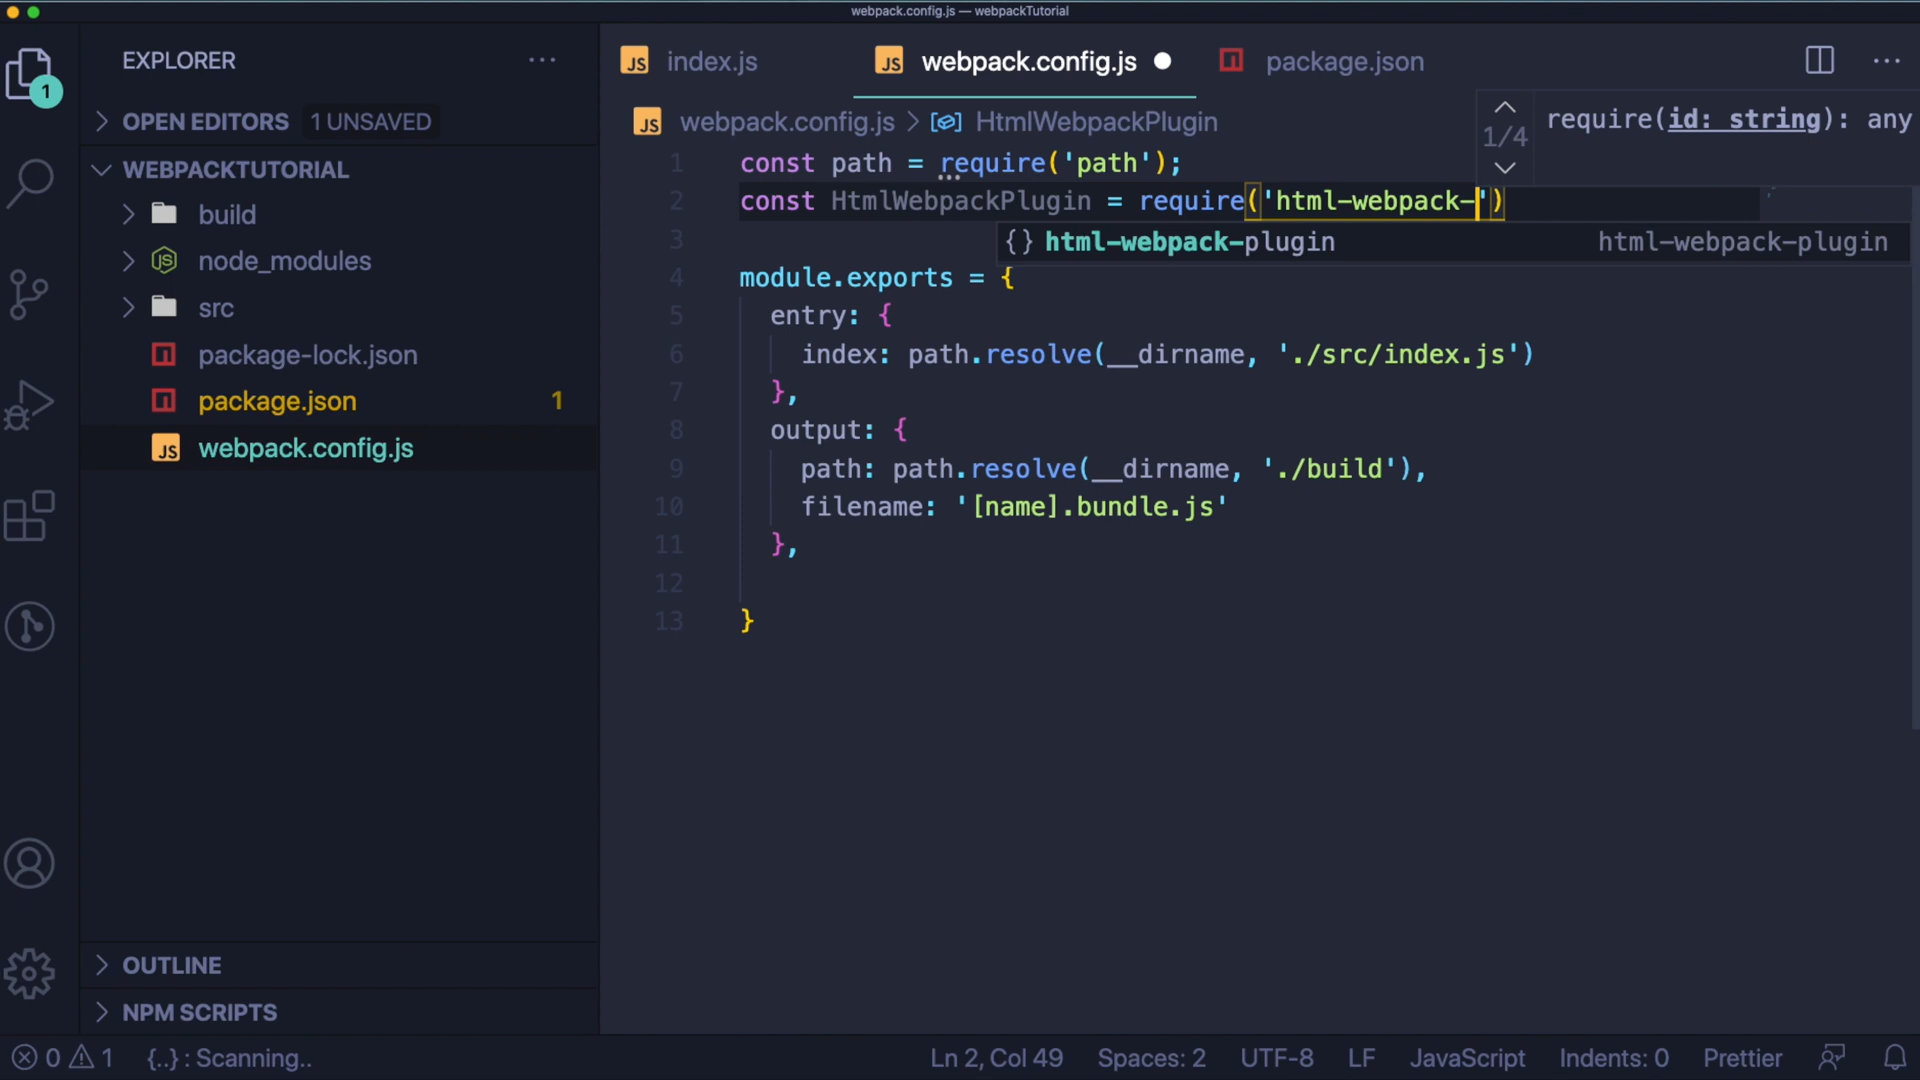 webpack.config.js — webpackTutorial
EXPLORER
1
OPEN EDITORS 1 UNSAVED
WEBPACKTUTORIAL
build
node_modules
src
package-lock.json
package.json 1
webpack.config.js
OUTLINE
NPM SCRIPTS
JS index.js
JS webpack.config.js
package.json
JS webpack.config.js > HtmlWebpackPlugin
1/4
require(id: string): any
1 const path = require('path');
2 const HtmlWebpackPlugin = require('html-webpack-')
{} html-webpack-plugin html-webpack-plugin
3
4 module.exports = {
5 entry: {
6 index: path.resolve(__dirname, './src/index.js')
7 },
8 output: {
9 path: path.resolve(__dirname, './build'),
10 filename: '[name].bundle.js'
11 },
12
13 }
0 1 {..} : Scanning..
Ln 2, Col 49 Spaces: 2 UTF-8 LF JavaScript Indents: 0 Prettier